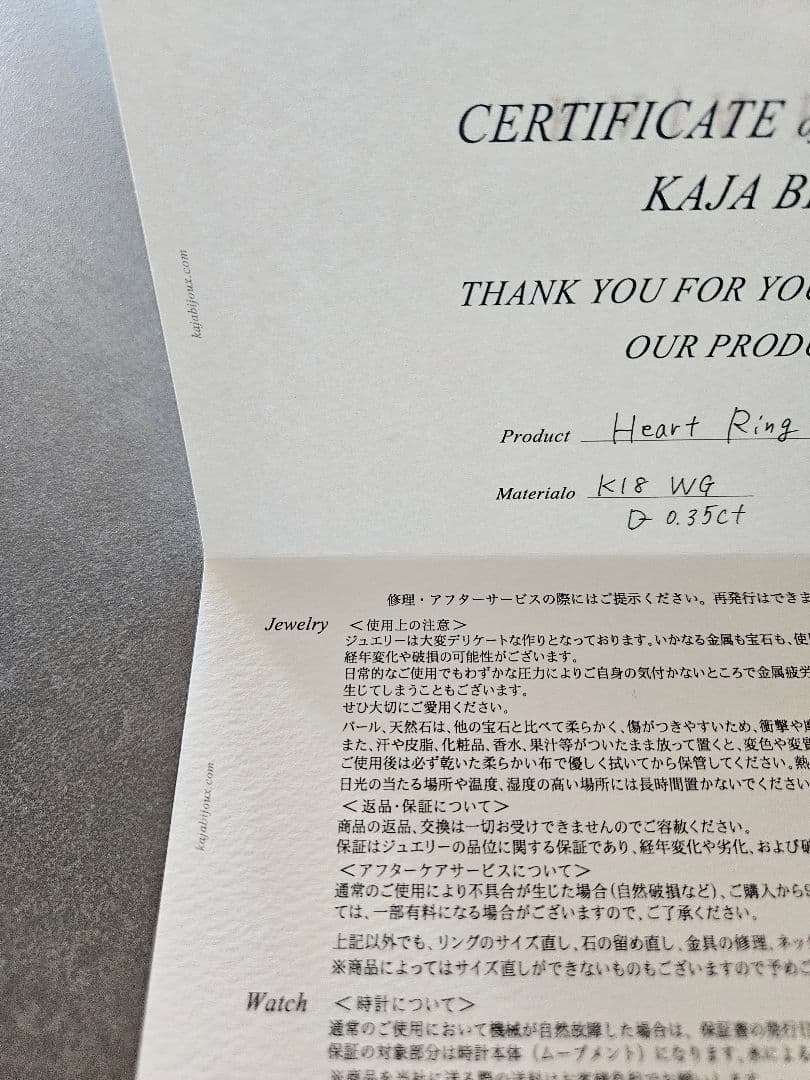 CERTIFICATE
KAJA
kajabijoux.com
THANK YOU FOR
OUR
Product Heart Ring
Materialo K18 WG
D 0.35ct
修理・アフターサービスの際にはご提示ください。再発行はできま
Jewelry <使用上の注意>
ジュエリーは大変デリケートな作りとなっております。いかなる金属も宝石も、使
経年変化や破損の可能性がございます。
日常的なご使用でもわずかな圧力によりご自身の気付かないところで金属疲労
生じてしまうこともございます。
ぜひ大切にご愛用ください。
パール、天然石は、他の宝石と比べて柔らかく、傷がつきやすいため、衝撃や
また、汗や皮脂、化粧品、香水、果汁等がついたまま放って置くと、変色や変質
ご使用後は必ず乾いた柔らかい布で優しく拭いてから保管してください。熱
日光の当たる場所や温度、湿度の高い場所には長時間置かないでください
kajabijoux.com
<返品・保証について>
商品の返品、交換は一切お受けできませんのでご容赦ください。
保証はジュエリーの品位に関する保証であり、経年変化や劣化、および
<アフターケアサービスについて>
通常のご使用により不具合が生じた場合(自然破損など)、ご購入から
ては、一部有料になる場合がございますので、ご了承ください。
上記以外でも、リングのサイズ直し、石の留め直し、金具の修理、ネッ
※商品によってはサイズ直しができないものもございますので予めご
Watch <時計について>
通常のご使用において機械が自然故障した場合は、保証書の発行日
保証の対象部分は時計本体(ムーブメント)になります。水による